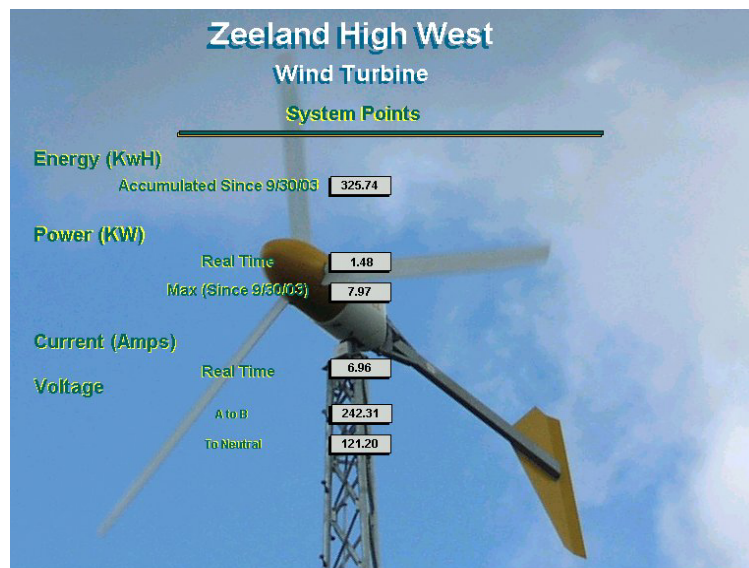 Zeeland High West
Wind Turbine
System Points
Energy (KwH)
Accumulated Since 9/30/03 325.74
Power (KW)
Real Time 1.48
Max (Since 9/30/03) 7.97
Current (Amps)
Real Time 6.96
Voltage
A to B 242.31
To Neutral 121.20